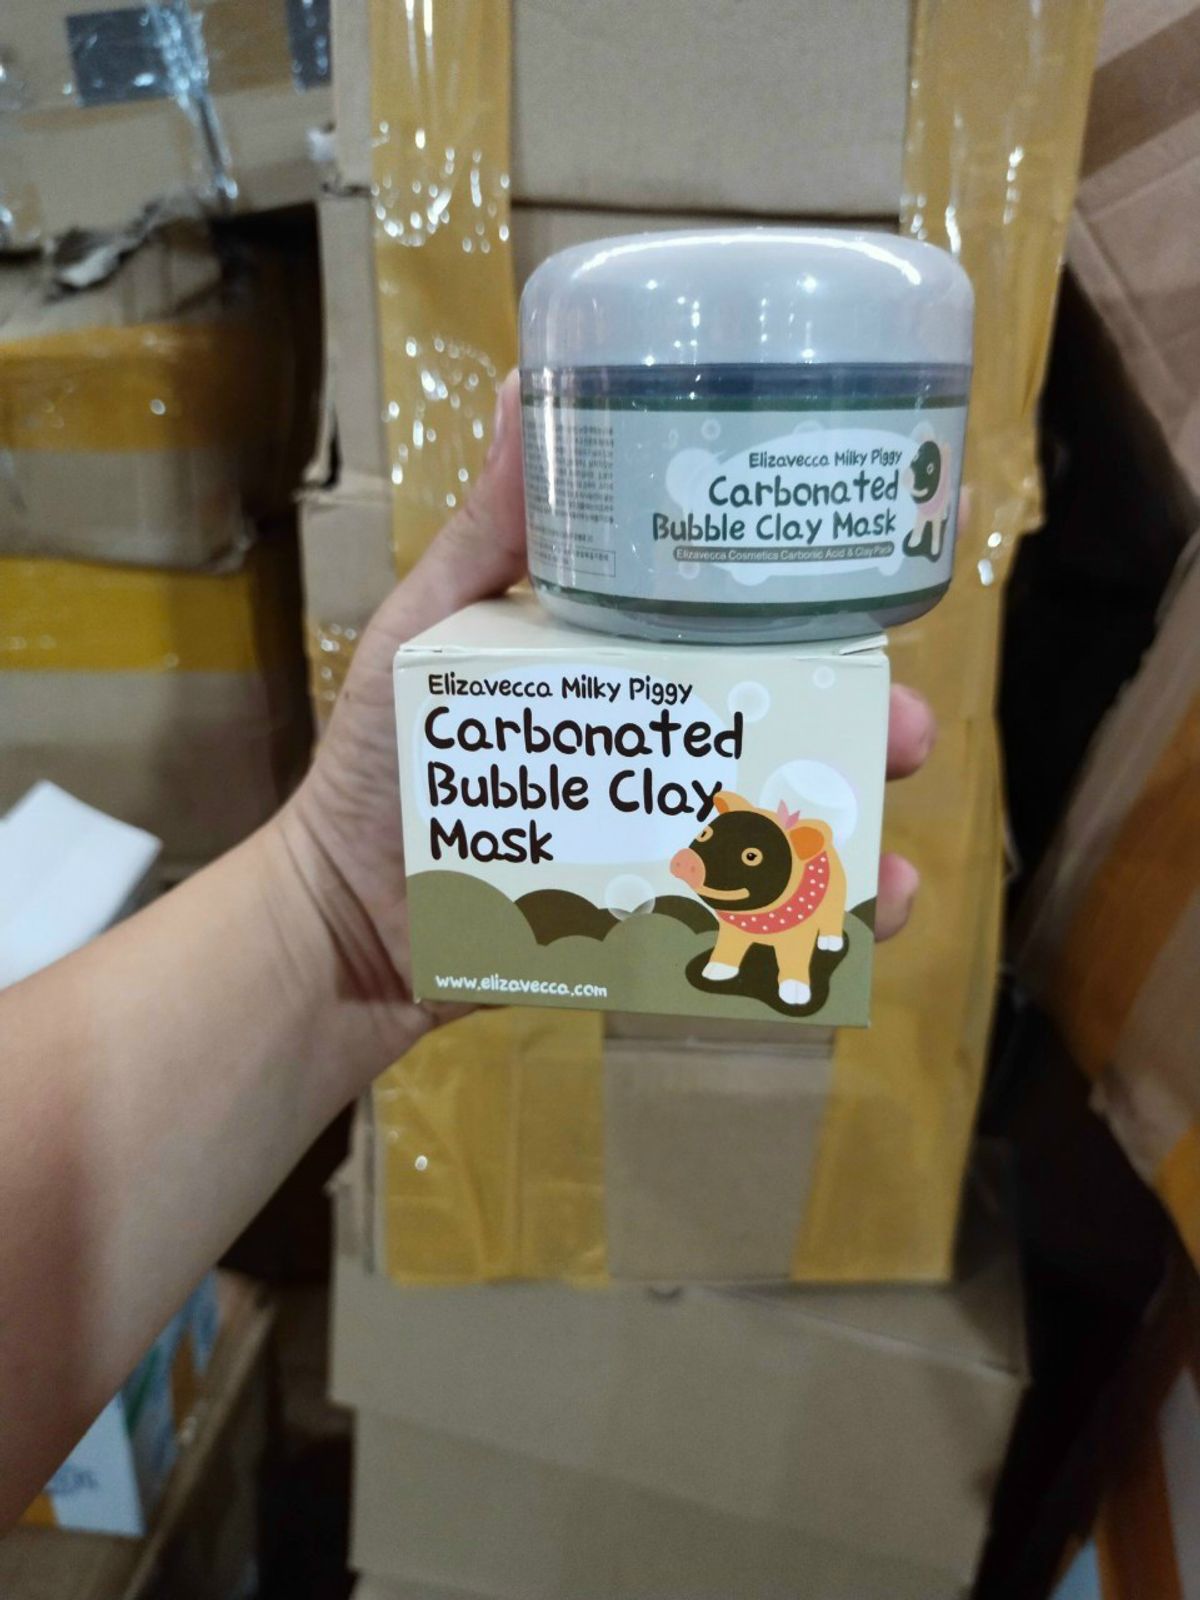 Elizavecca Milky Piggy
Carbonated
Bubble Clay Mask
Elizavecca Cosmetics Carbonic Acid & Clay Pack
Elizavecca Milky Piggy
Carbonated
Bubble Clay
Mask
www.elizavecca.com